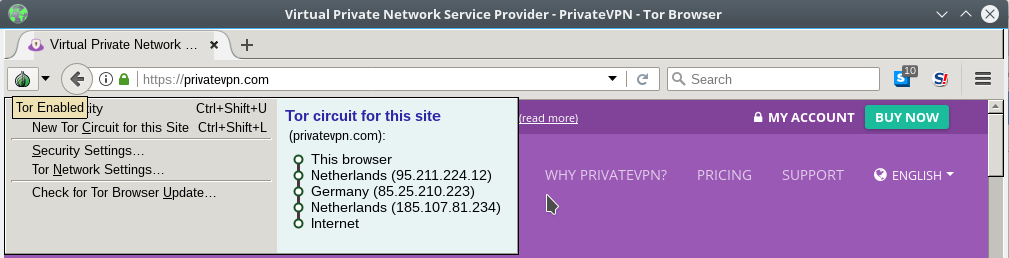 Virtual Private Network Service Provider - PrivateVPN - Tor Browser
Virtual Private Network ...
https://privatevpn.com
Search
10
S!
Tor Enabled
tity Ctrl+Shift+U
New Tor Circuit for this Site Ctrl+Shift+L
Security Settings...
Tor Network Settings...
Check for Tor Browser Update...
Tor circuit for this site
(privatevpn.com):
This browser
Netherlands (95.211.224.12)
Germany (85.25.210.223)
Netherlands (185.107.81.234)
Internet
(read more)
MY ACCOUNT
BUY NOW
WHY PRIVATEVPN? PRICING SUPPORT ENGLISH